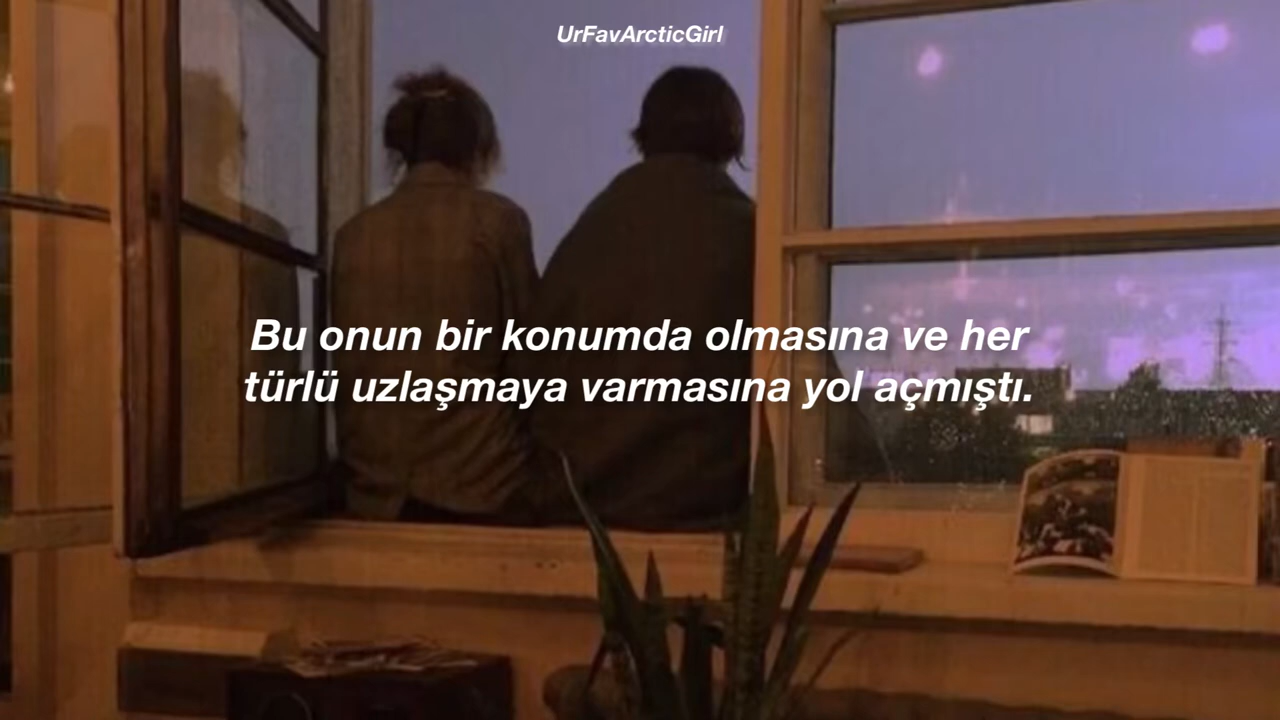 UrFavArcticGirl
Bu onun bir konumda olmasına ve her
türlü uzlaşmaya varmasına yol açmıştı.